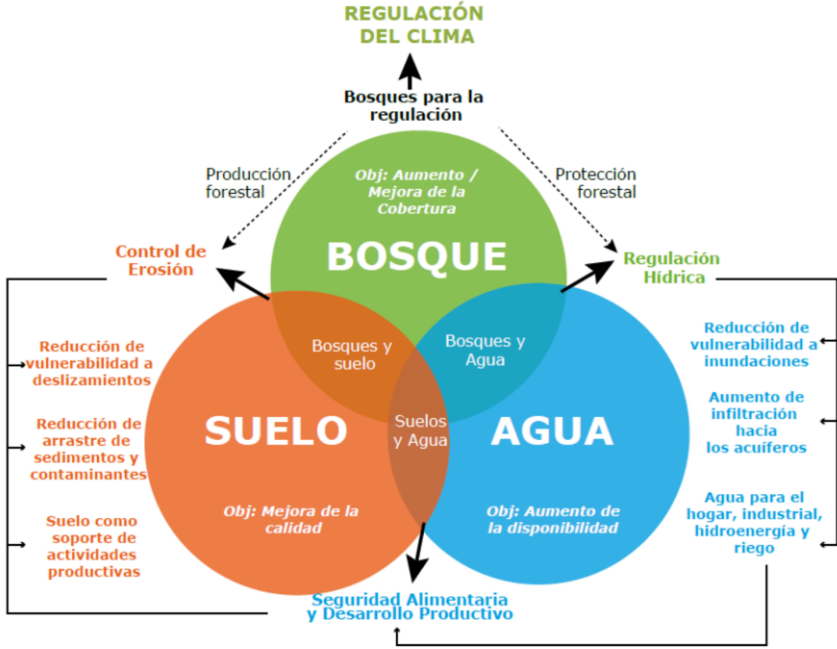 REGULACIÓN
DEL CLIMA
Bosques para la
regulación
Producción
forestal
Protección
forestal
Obj: Aumento /
Mejora de la
Cobertura
BOSQUE
Control de
Erosión
Regulación
Hídrica
Bosques y
suelo
Bosques y
Agua
Reducción de
vulnerabilidad a
deslizamientos
Reducción de
arrastre de
sedimentos y
contaminantes
Suelo como
soporte de
actividades
productivas
SUELO
Suelos
y Agua
AGUA
Obj: Mejora de la
calidad
Obj: Aumento de
la disponibilidad
Reducción de
vulnerabilidad a
inundaciones
Aumento de
infiltración
hacia
los acuíferos
Agua para el
hogar, industrial,
hidroenergía y
riego
Seguridad Alimentaria
y Desarrollo Productivo